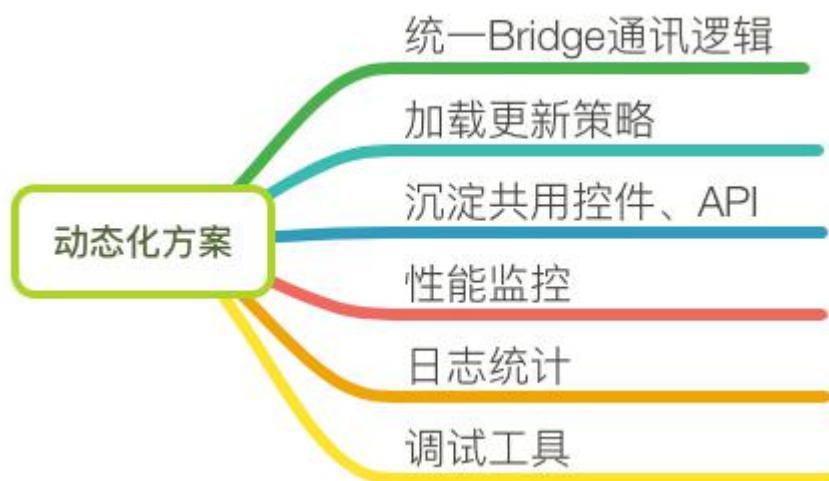 统一Bridge通讯逻辑
加载更新策略
沉淀共用控件、API
动态化方案
性能监控
日志统计
调试工具